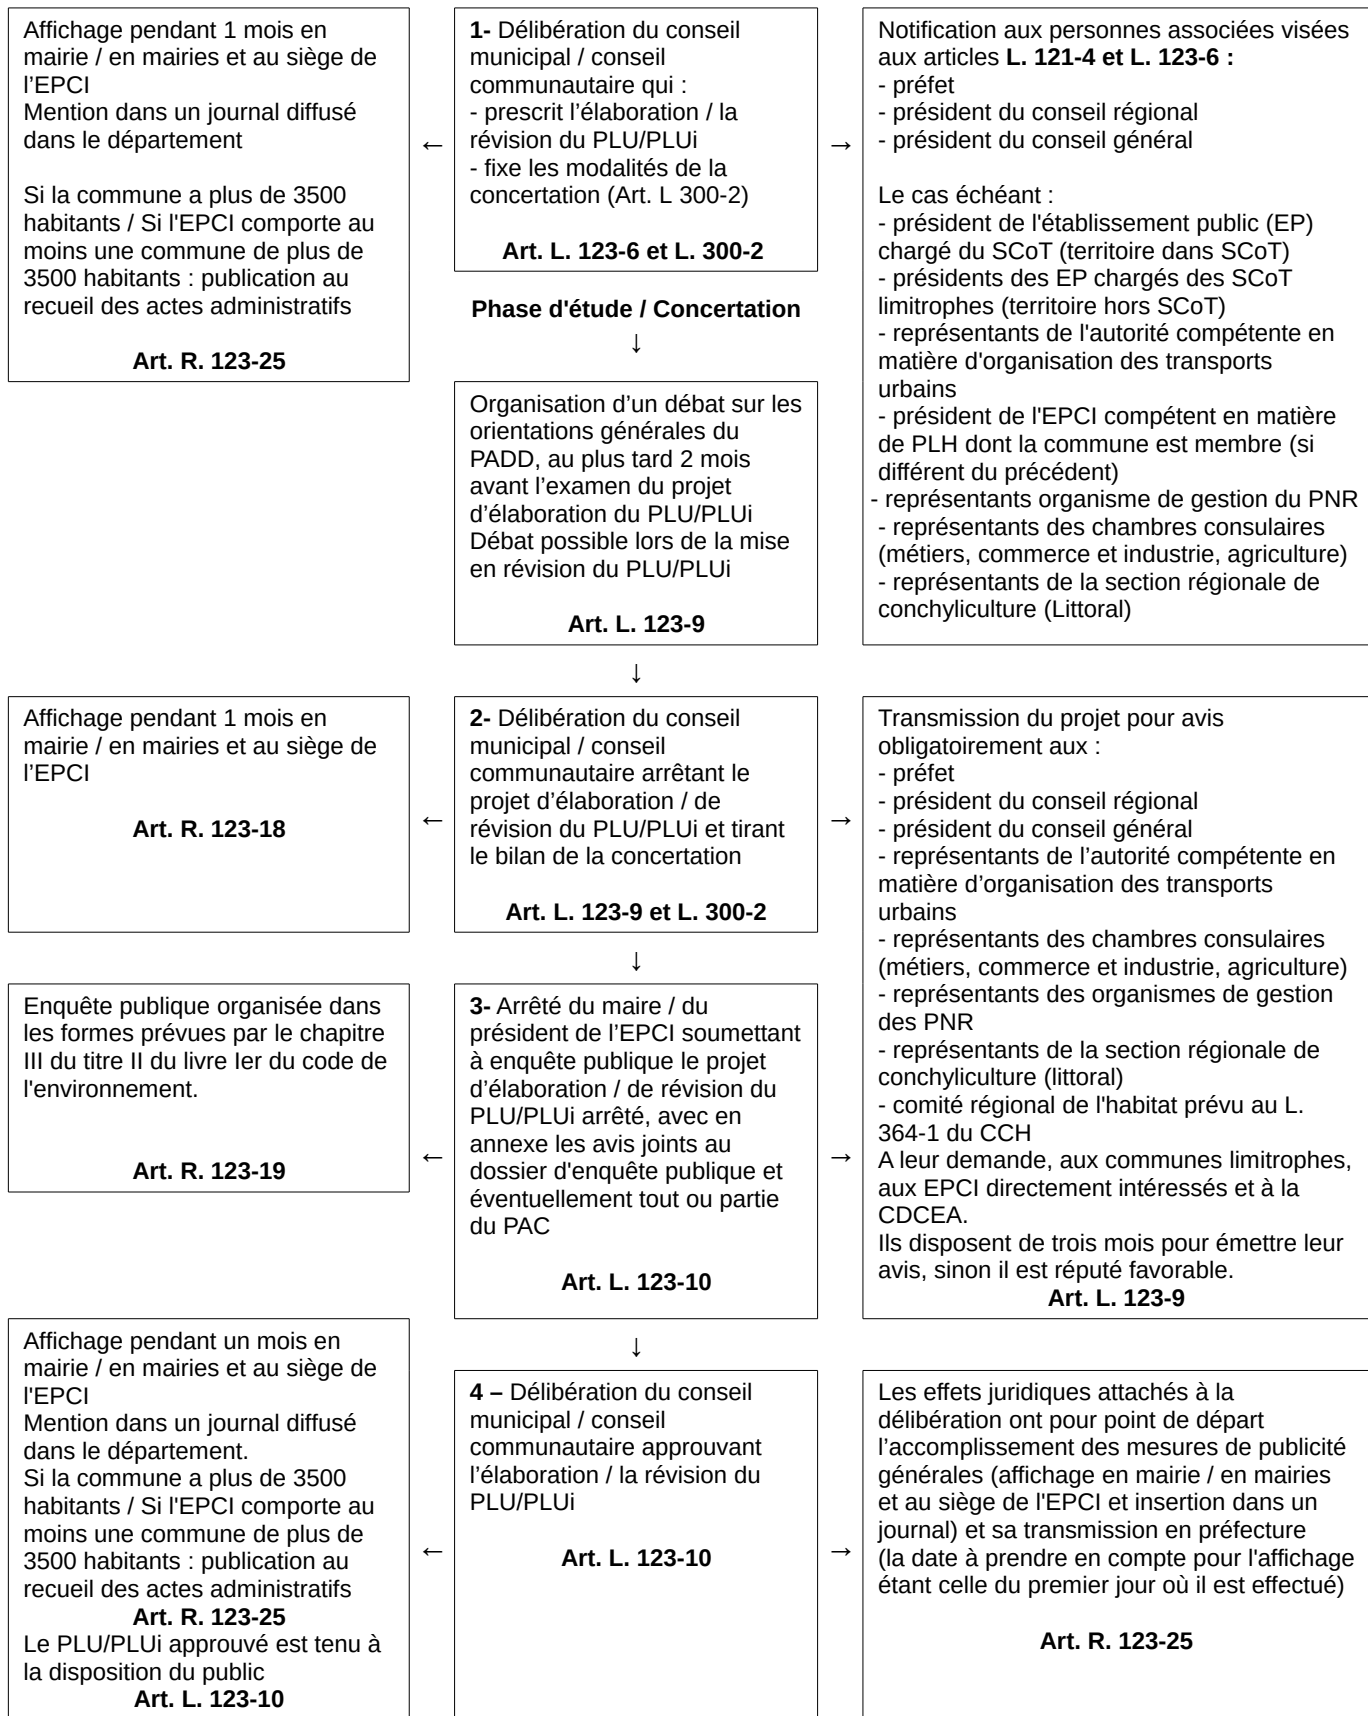 Affichage pendant 1 mois en
mairie / en mairies et au siège de
l’EPCI
Mention dans un journal diffusé
dans le département
Si la commune a plus de 3500
habitants / Si l'EPCI comporte au
moins une commune de plus de
3500 habitants : publication au
recueil des actes administratifs
Art. R. 123-25
←
1- Délibération du conseil
municipal / conseil
communautaire qui :
- prescrit l’élaboration / la
révision du PLU/PLUi
- fixe les modalités de la
concertation (Art. L 300-2)
Art. L. 123-6 et L. 300-2
→
Notification aux personnes associées visées
aux articles L. 121-4 et L. 123-6 :
- préfet
- président du conseil régional
- président du conseil général
Le cas échéant :
- président de l'établissement public (EP)
chargé du SCoT (territoire dans SCoT)
- présidents des EP chargés des SCoT
limitrophes (territoire hors SCoT)
- représentants de l'autorité compétente en
matière d'organisation des transports
urbains
- président de l'EPCI compétent en matière
de PLH dont la commune est membre (si
différent du précédent)
- représentants organisme de gestion du PNR
- représentants des chambres consulaires
(métiers, commerce et industrie, agriculture)
- représentants de la section régionale de
conchyliculture (Littoral)
Phase d'étude / Concertation
↓
Organisation d’un débat sur les
orientations générales du
PADD, au plus tard 2 mois
avant l’examen du projet
d’élaboration du PLU/PLUi
Débat possible lors de la mise
en révision du PLU/PLUi
Art. L. 123-9
↓
Affichage pendant 1 mois en
mairie / en mairies et au siège de
l’EPCI
Art. R. 123-18
←
2- Délibération du conseil
municipal / conseil
communautaire arrêtant le
projet d’élaboration / de
révision du PLU/PLUi et tirant
le bilan de la concertation
Art. L. 123-9 et L. 300-2
→
Transmission du projet pour avis
obligatoirement aux :
- préfet
- président du conseil régional
- président du conseil général
- représentants de l’autorité compétente en
matière d’organisation des transports
urbains
- représentants des chambres consulaires
(métiers, commerce et industrie, agriculture)
- représentants des organismes de gestion
des PNR
- représentants de la section régionale de
conchyliculture (littoral)
- comité régional de l'habitat prévu au L.
364-1 du CCH
A leur demande, aux communes limitrophes,
aux EPCI directement intéressés et à la
CDCEA.
Ils disposent de trois mois pour émettre leur
avis, sinon il est réputé favorable.
Art. L. 123-9
↓
Enquête publique organisée dans
les formes prévues par le chapitre
III du titre II du livre Ier du code de
l'environnement.
Art. R. 123-19
←
3- Arrêté du maire / du
président de l’EPCI soumettant
à enquête publique le projet
d’élaboration / de révision du
PLU/PLUi arrêté, avec en
annexe les avis joints au
dossier d'enquête publique et
éventuellement tout ou partie
du PAC
Art. L. 123-10
→
↓
Affichage pendant un mois en
mairie / en mairies et au siège de
l'EPCI
Mention dans un journal diffusé
dans le département.
Si la commune a plus de 3500
habitants / Si l'EPCI comporte au
moins une commune de plus de
3500 habitants : publication au
recueil des actes administratifs
Art. R. 123-25
Le PLU/PLUi approuvé est tenu à
la disposition du public
Art. L. 123-10
←
4 – Délibération du conseil
municipal / conseil
communautaire approuvant
l’élaboration / la révision du
PLU/PLUi
Art. L. 123-10
→
Les effets juridiques attachés à la
délibération ont pour point de départ
l’accomplissement des mesures de publicité
générales (affichage en mairie / en mairies
et au siège de l'EPCI et insertion dans un
journal) et sa transmission en préfecture
(la date à prendre en compte pour l'affichage
étant celle du premier jour où il est effectué)
Art. R. 123-25